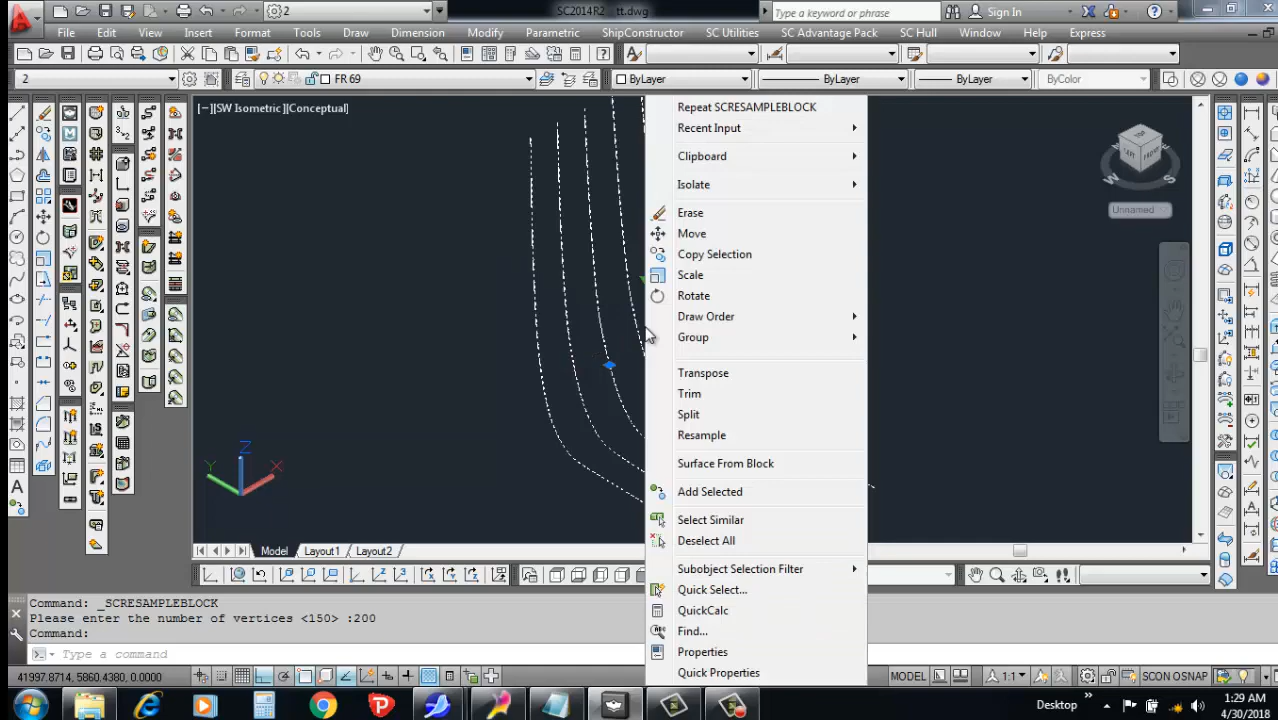 2
SC2014R2 tt.dwg
Type a keyword or phrase
Sign In
File Edit View Insert Format Tools Draw Dimension Modify Parametric ShipConstructor SC Utilities SC Advantage Pack SC Hull Window Help Express
2
FR 69
ByLayer
ByLayer
ByLayer
ByColor
[−][SW Isometric][Conceptual]
Repeat SCRESAMPLEBLOCK
Recent Input
Clipboard
Isolate
Erase
Move
Copy Selection
Scale
Rotate
Draw Order
Group
Transpose
Trim
Split
Resample
Surface From Block
Add Selected
Select Similar
Deselect All
Subobject Selection Filter
Quick Select...
QuickCalc
Find...
Properties
Quick Properties
LEFT FRONT
W S
Unnamed
Z
Y X
A
Model Layout1 Layout2
Command: _SCRESAMPLEBLOCK
Please enter the number of vertices <150> :200
Command:
Type a command
41997.8714, 5860.4380, 0.0000
MODEL
1:1
SCON OSNAP
Desktop
1:29 AM
4/30/2018